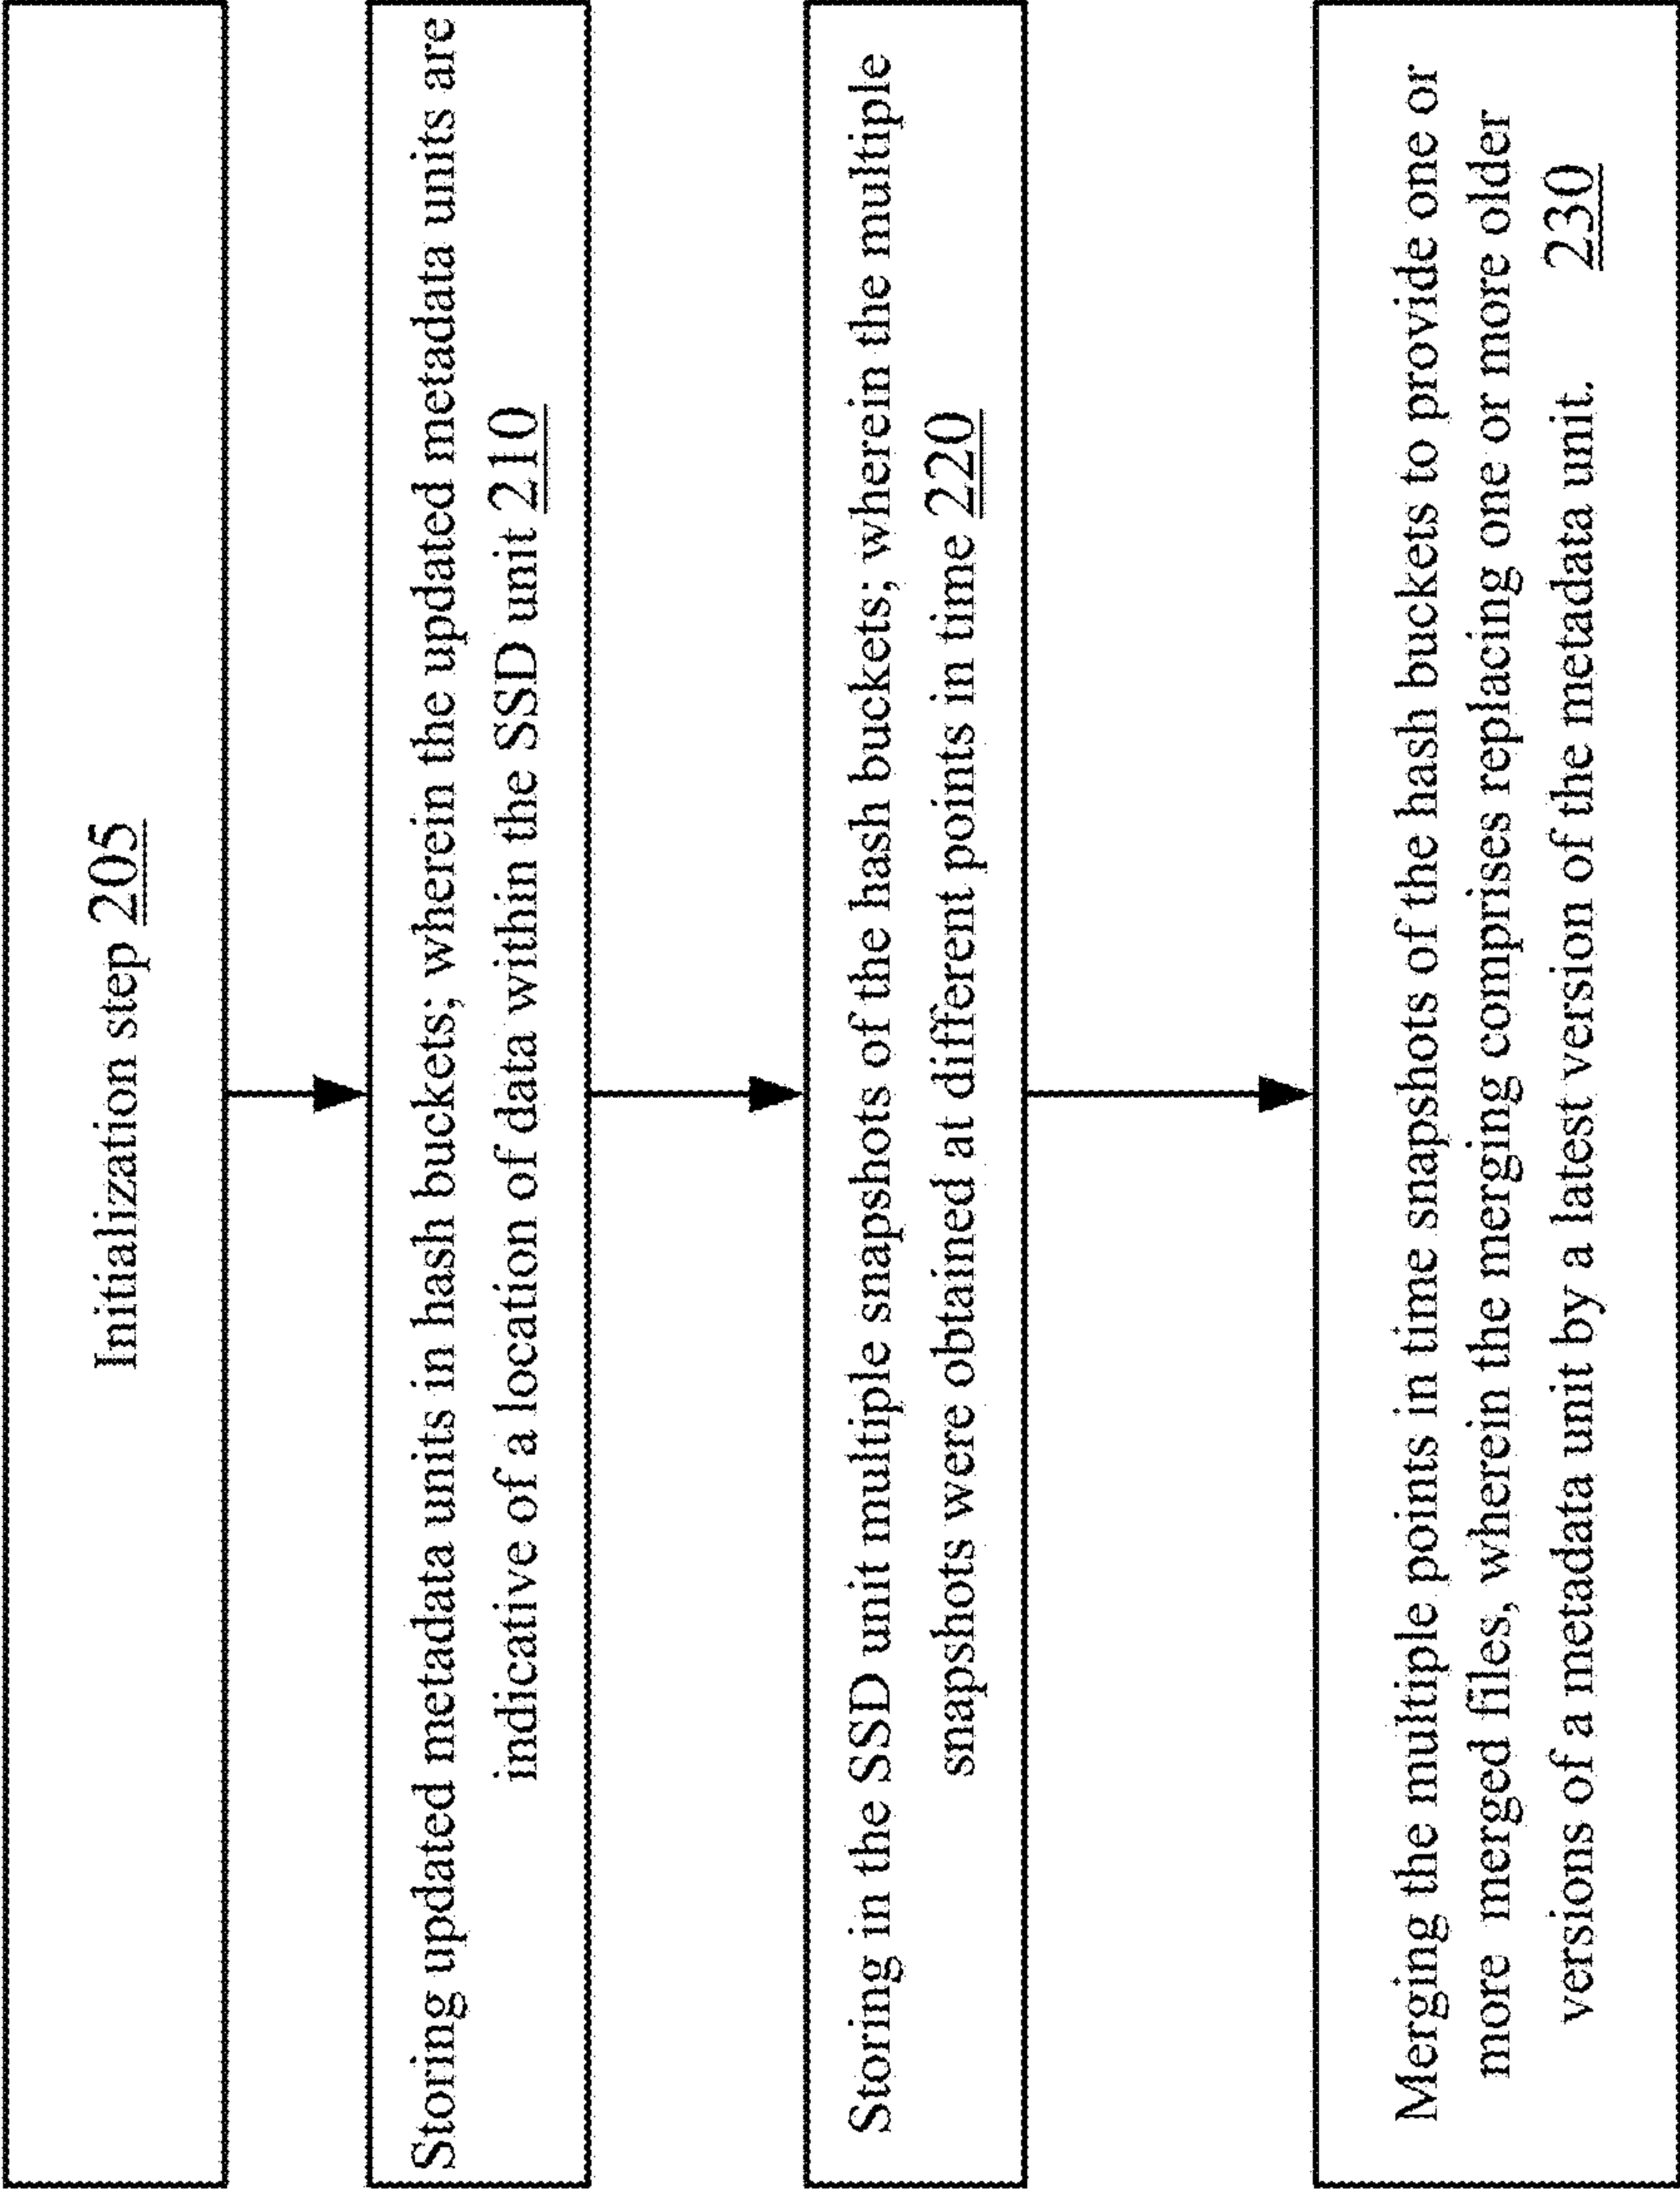 Initialization step 205
Storing updated metadata units in hash buckets; wherein the updated metadata units are
indicative of a location of data within the SSD unit 210
Storing in the SSD unit multiple snapshots of the hash buckets; wherein the multiple
snapshots were obtained at different points in time 220
Merging the multiple points in time snapshots of the hash buckets to provide one or
more merged files, wherein the merging comprises replacing one or more older
versions of a metadata unit by a latest version of the metadata unit. 230